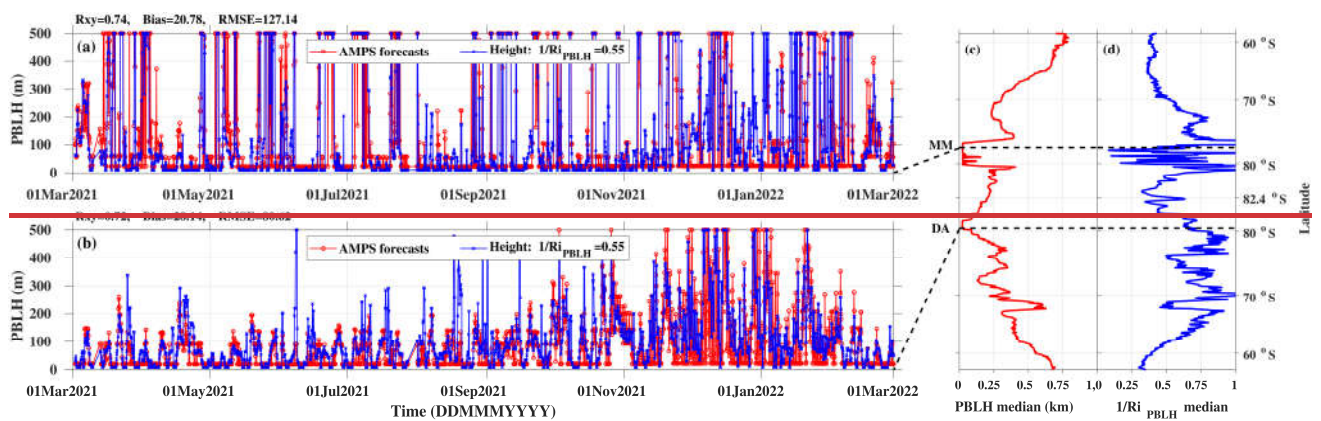 Rxy=0.74, Bias=20.78, RMSE=127.14
(a)
AMPS forecasts
Height: 1/Ri PBLH =0.55
PBLH (m)
500
400
300
200
100
0
01Mar2021 01May2021 01Jul2021 01Sep2021 01Nov2021 01Jan2022 01Mar2022
(b)
AMPS forecasts
Height: 1/Ri PBLH =0.55
PBLH (m)
500
400
300
200
100
0
01Mar2021 01May2021 01Jul2021 01Sep2021 01Nov2021 01Jan2022 01Mar2022
Time (DDMMMYYYY)
(c)
(d)
MM
DA
60 °S
70 °S
80 °S
82.4 °S
80 °S
70 °S
60 °S
Latitude
0 0.25 0.5 0.75 1,0 0.25 0.5 0.75 1
PBLH median (km)
1/Ri PBLH median